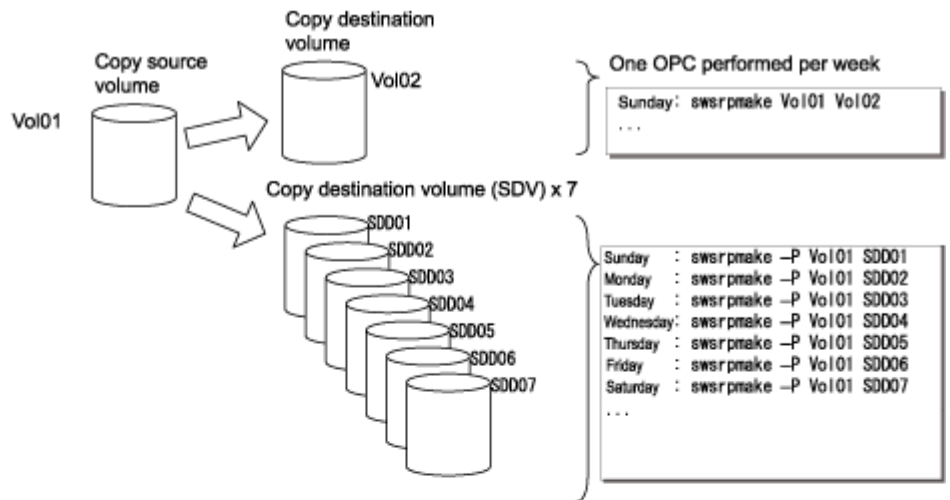 Copy destination
volume
Copy source
volume
Vol01
Vol02
One OPC performed per week
Sunday: swsrpmake Vol01 Vol02
...
Copy destination volume (SDV) x 7
SDD01
SDD02
SDD03
SDD04
SDD05
SDD06
SDD07
Sunday : swsrpmake –P Vol01 SDD01
Monday : swsrpmake –P Vol01 SDD02
Tuesday : swsrpmake –P Vol01 SDD03
Wednesday: swsrpmake –P Vol01 SDD04
Thursday : swsrpmake –P Vol01 SDD05
Friday : swsrpmake –P Vol01 SDD06
Saturday : swsrpmake –P Vol01 SDD07
...